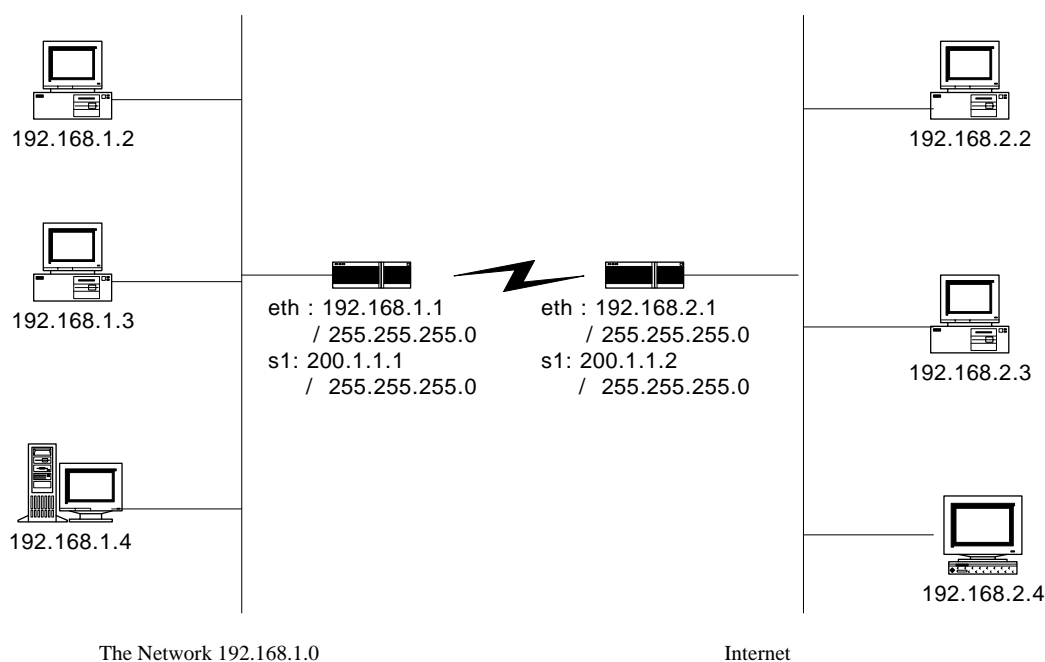 192.168.1.2
192.168.2.2
192.168.1.3
eth : 192.168.1.1
/ 255.255.255.0
s1: 200.1.1.1
/ 255.255.255.0
eth : 192.168.2.1
/ 255.255.255.0
s1: 200.1.1.2
/ 255.255.255.0
192.168.2.3
192.168.1.4
192.168.2.4
The Network 192.168.1.0
Internet